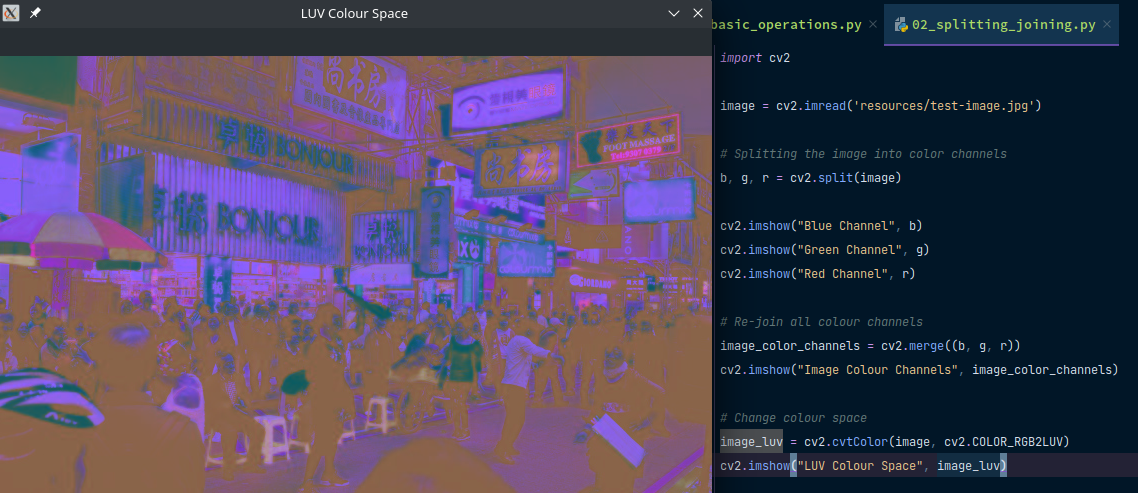 LUV Colour Space
尚书房
BONJOUR
FOOT MASSAGE
BONJOUR
basic_operations.py
02_splitting_joining.py
import cv2
image = cv2.imread('resources/test-image.jpg')
# Splitting the image into color channels
b, g, r = cv2.split(image)
cv2.imshow("Blue Channel", b)
cv2.imshow("Green Channel", g)
cv2.imshow("Red Channel", r)
# Re-join all colour channels
image_color_channels = cv2.merge((b, g, r))
cv2.imshow("Image Colour Channels", image_color_channels)
# Change colour space
image_luv = cv2.cvtColor(image, cv2.COLOR_RGB2LUV)
cv2.imshow("LUV Colour Space", image_luv)